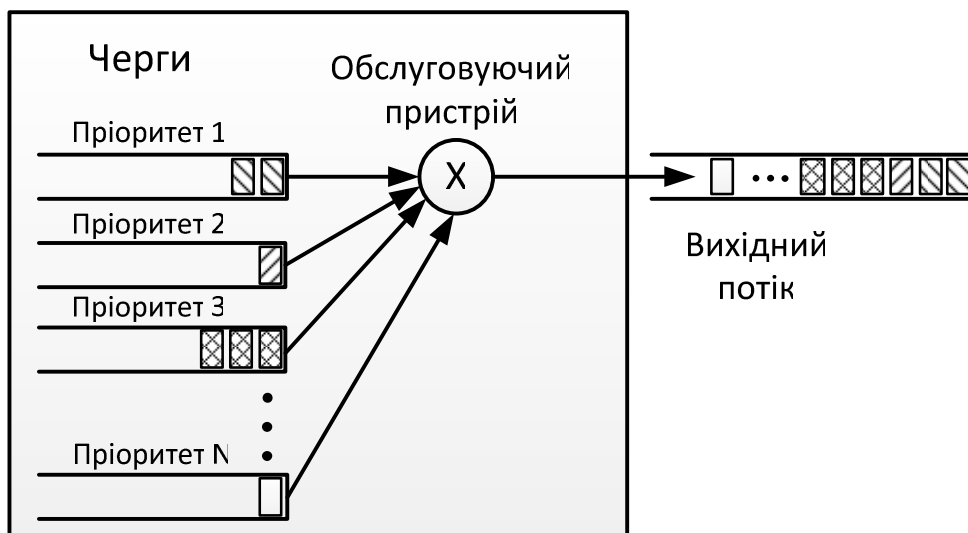 Черги
Обслуговуючий
пристрій
Пріоритет 1
X
Пріоритет 2
Вихідний
потік
Пріоритет 3
Пріоритет N